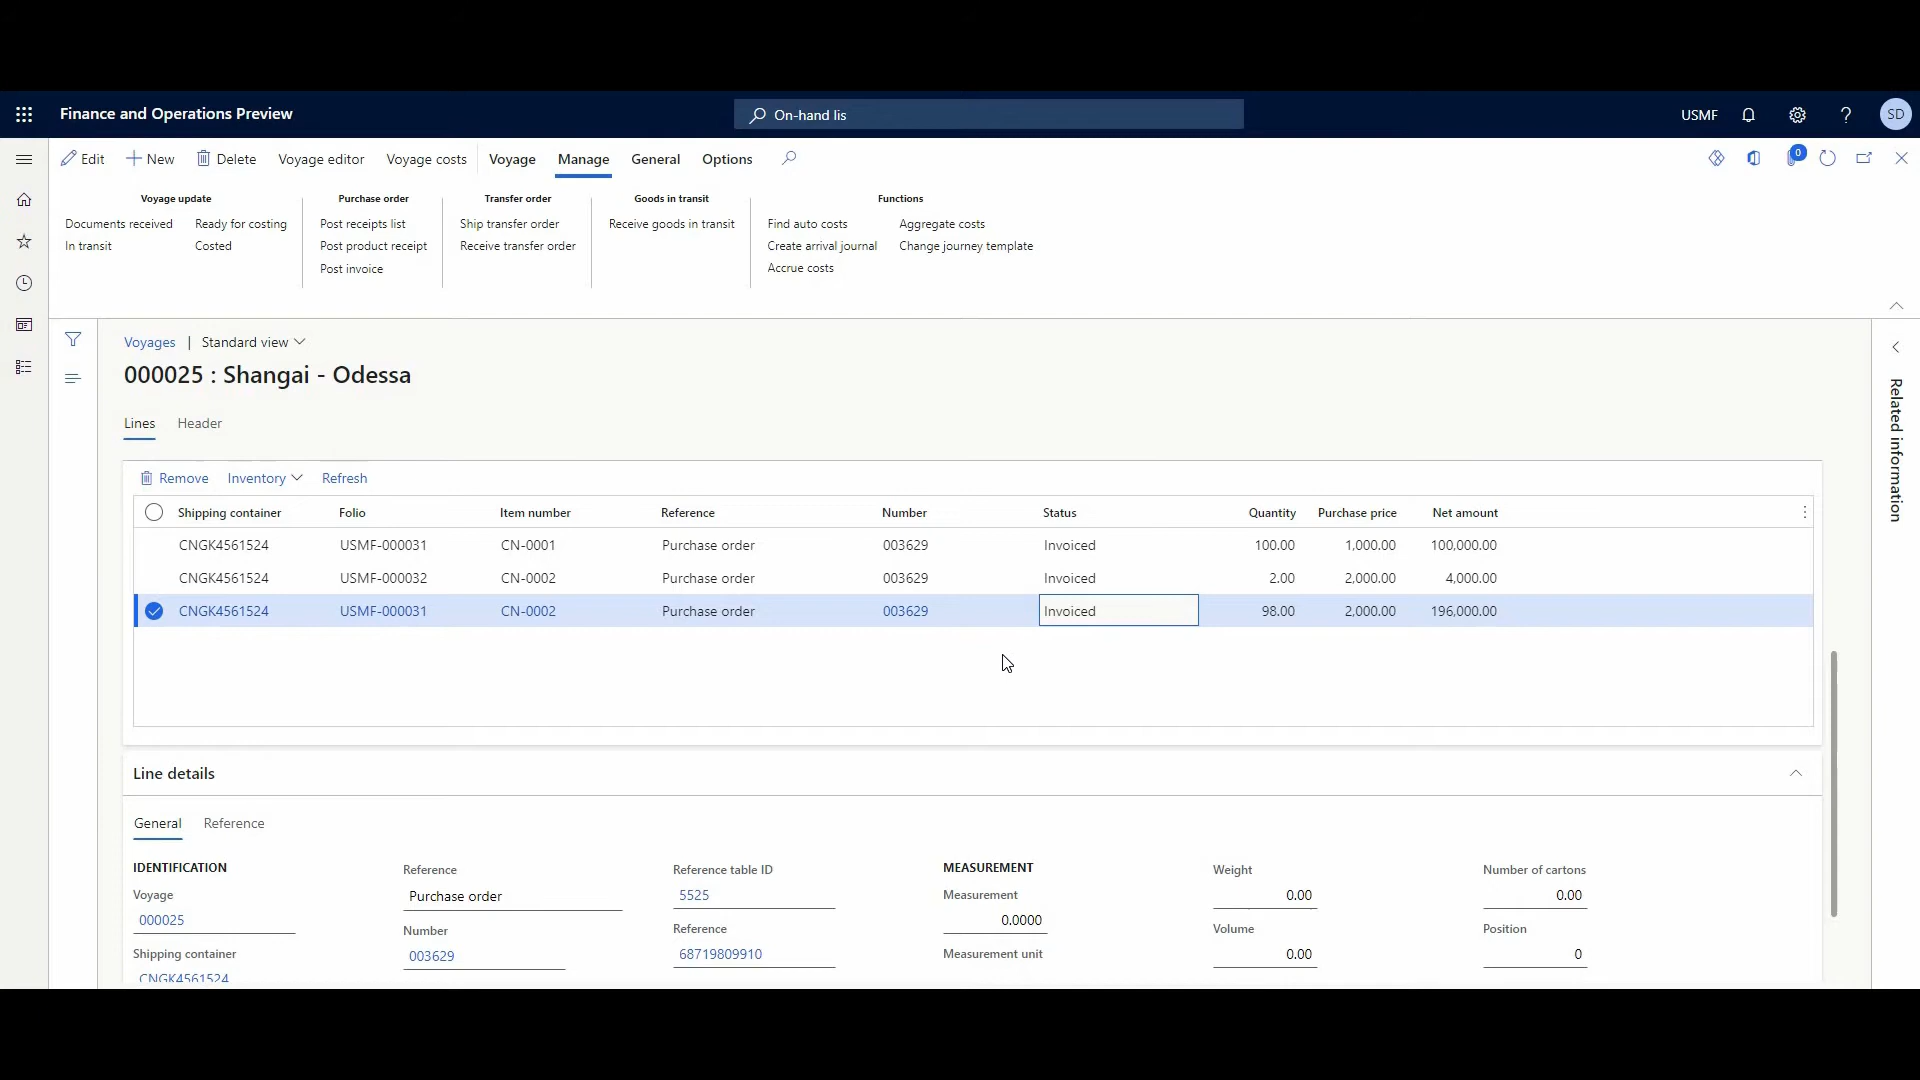 Finance and Operations Preview
On-hand lis
USMF
?
SD
Edit
New
Delete
Voyage editor
Voyage costs
Voyage
Manage
General
Options
0
Voyage update
Documents received
Ready for costing
In transit
Costed
Purchase order
Post receipts list
Post product receipt
Post invoice
Transfer order
Ship transfer order
Receive transfer order
Goods in transit
Receive goods in transit
Functions
Find auto costs
Aggregate costs
Create arrival journal
Change journey template
Accrue costs
Voyages | Standard view
000025 : Shangai - Odessa
Lines Header
Remove Inventory Refresh
Shipping container Folio Item number Reference Number Status Quantity Purchase price Net amount
CNGK4561524 USMF-000031 CN-0001 Purchase order 003629 Invoiced 100.00 1,000.00 100,000.00
CNGK4561524 USMF-000032 CN-0002 Purchase order 003629 Invoiced 2.00 2,000.00 4,000.00
CNGK4561524 USMF-000031 CN-0002 Purchase order 003629 Invoiced 98.00 2,000.00 196,000.00
Related information
Line details
General Reference
IDENTIFICATION
Voyage
000025
Shipping container
CNGK4561524
Reference
Purchase order
Number
003629
Reference table ID
5525
Reference
68719809910
MEASUREMENT
Measurement
0.0000
Measurement unit
Weight
0.00
Volume
0.00
Number of cartons
0.00
Position
0